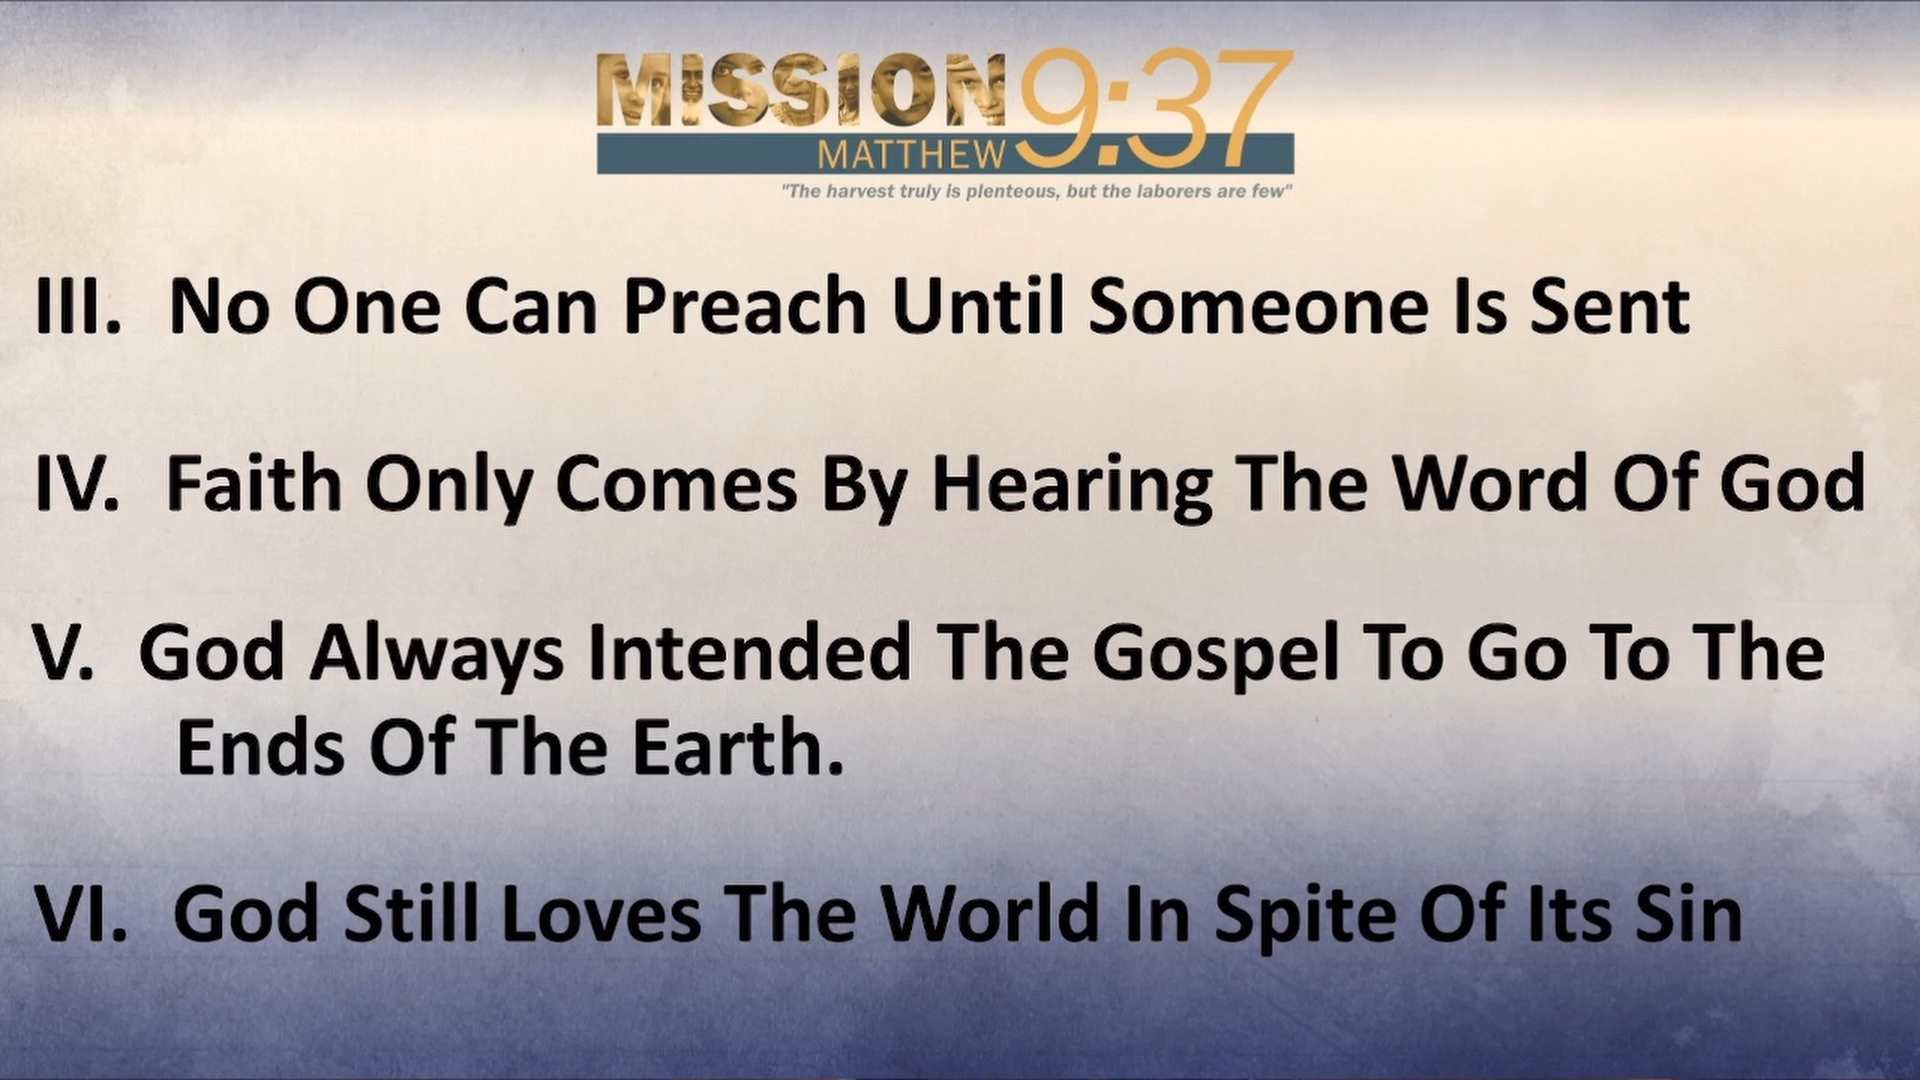 MISSION 9:37
MATTHEW
"The harvest truly is plenteous, but the laborers are few"
III. No One Can Preach Until Someone Is Sent
IV. Faith Only Comes By Hearing The Word Of God
V. God Always Intended The Gospel To Go To The
Ends Of The Earth.
VI. God Still Loves The World In Spite Of Its Sin